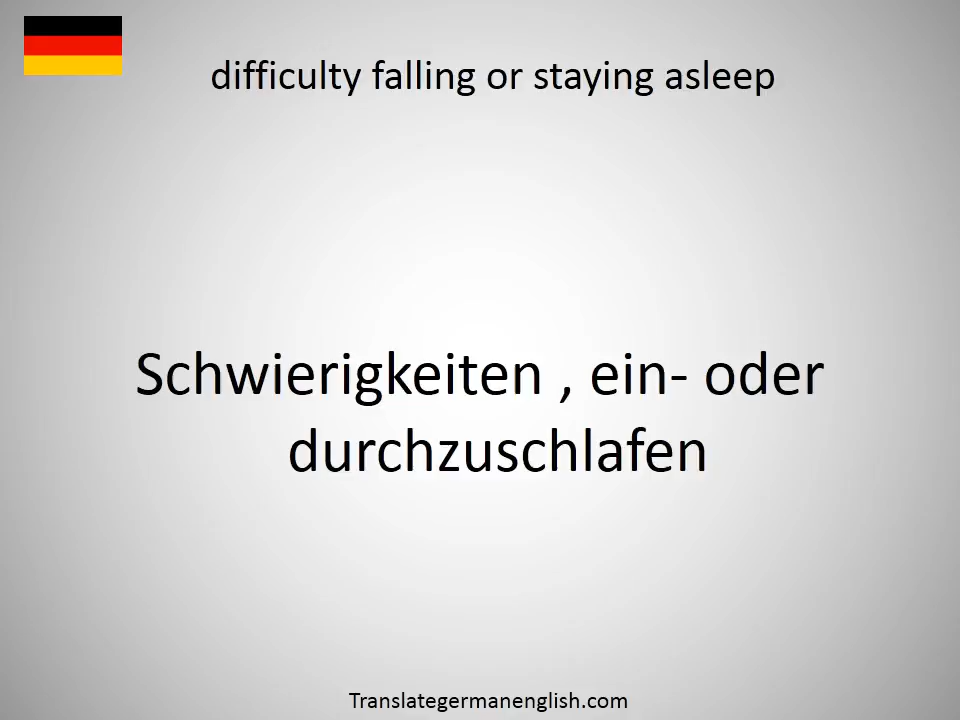 difficulty falling or staying asleep
Schwierigkeiten , ein- oder
durchzuschlafen
Translategermanenglish.com